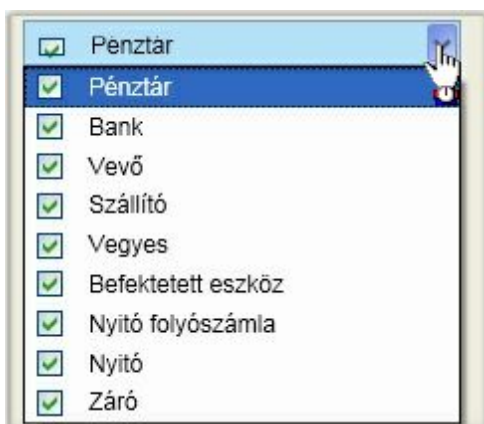 Pénztár
Pénztár
Bank
Vevő
Szállító
Vegyes
Befektetett eszköz
Nyitó folyószámla
Nyitó
Záró